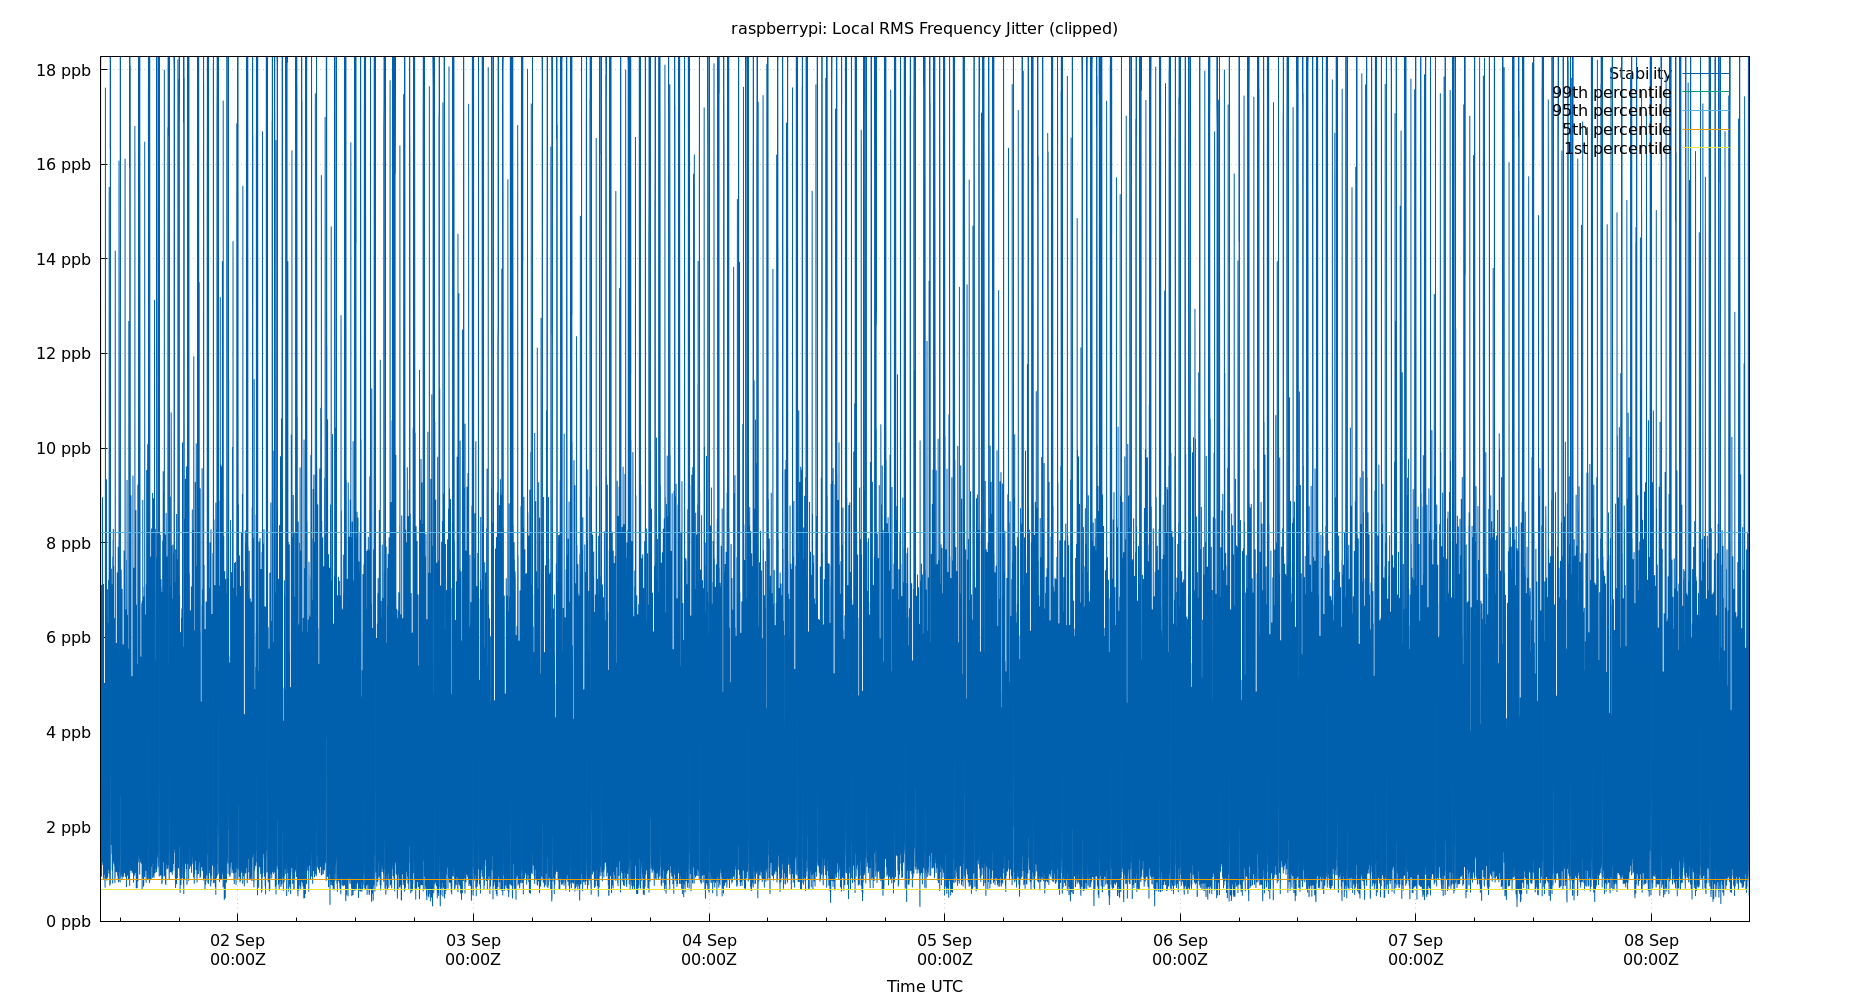 raspberrypi: Local RMS Frequency Jitter (clipped)
18 ppb
16 ppb
14 ppb
12 ppb
10 ppb
8 ppb
6 ppb
4 ppb
2 ppb
0 ppb
Stability
99th percentile
95th percentile
5th percentile
1st percentile
02 Sep
00:00Z
03 Sep
00:00Z
04 Sep
00:00Z
05 Sep
00:00Z
06 Sep
00:00Z
07 Sep
00:00Z
08 Sep
00:00Z
Time UTC